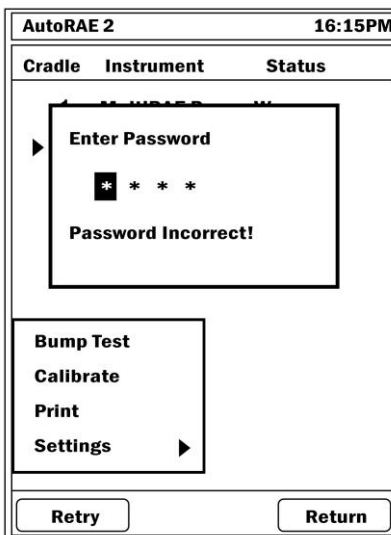 AutoRAE 2 16:15PM
Cradle Instrument Status
Enter Password
* * * *
Password Incorrect!
Bump Test
Calibrate
Print
Settings
Retry Return